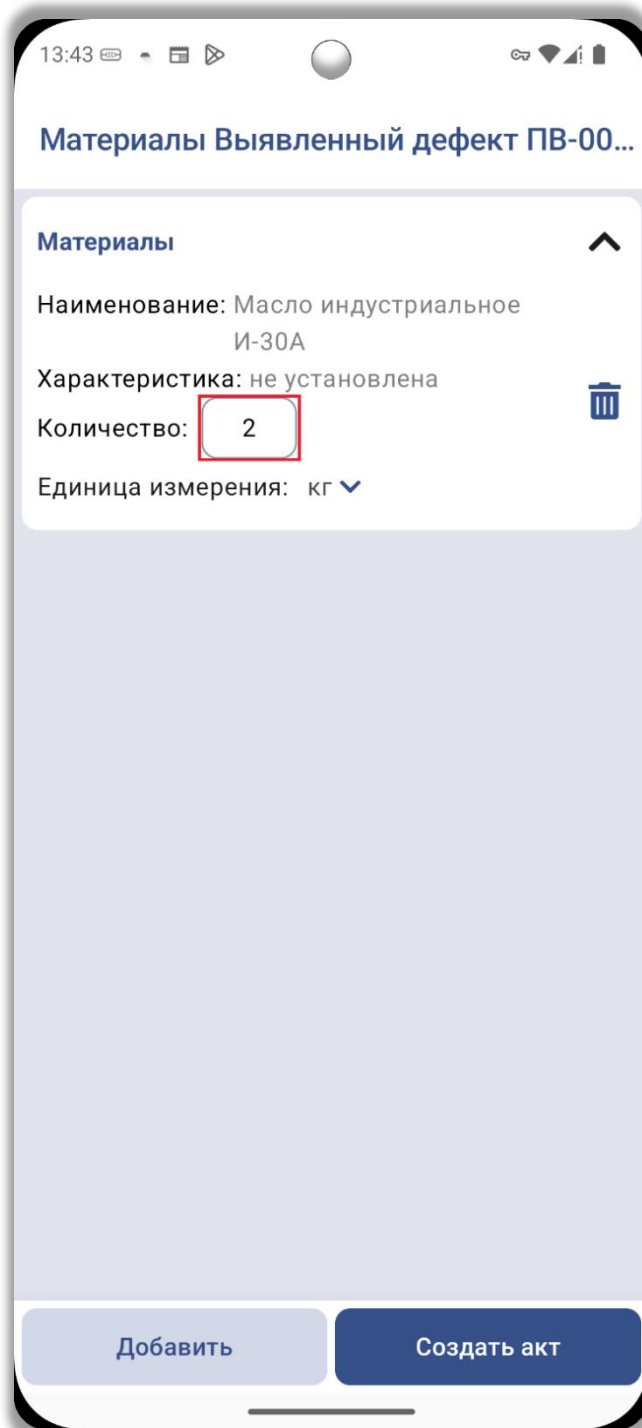 13:43
Материалы Выявленный дефект ПВ-00...
Материалы
Наименование: Масло индустриальное
И-30А
Характеристика: не установлена
Количество: 2
Единица измерения: кг
Добавить
Создать акт